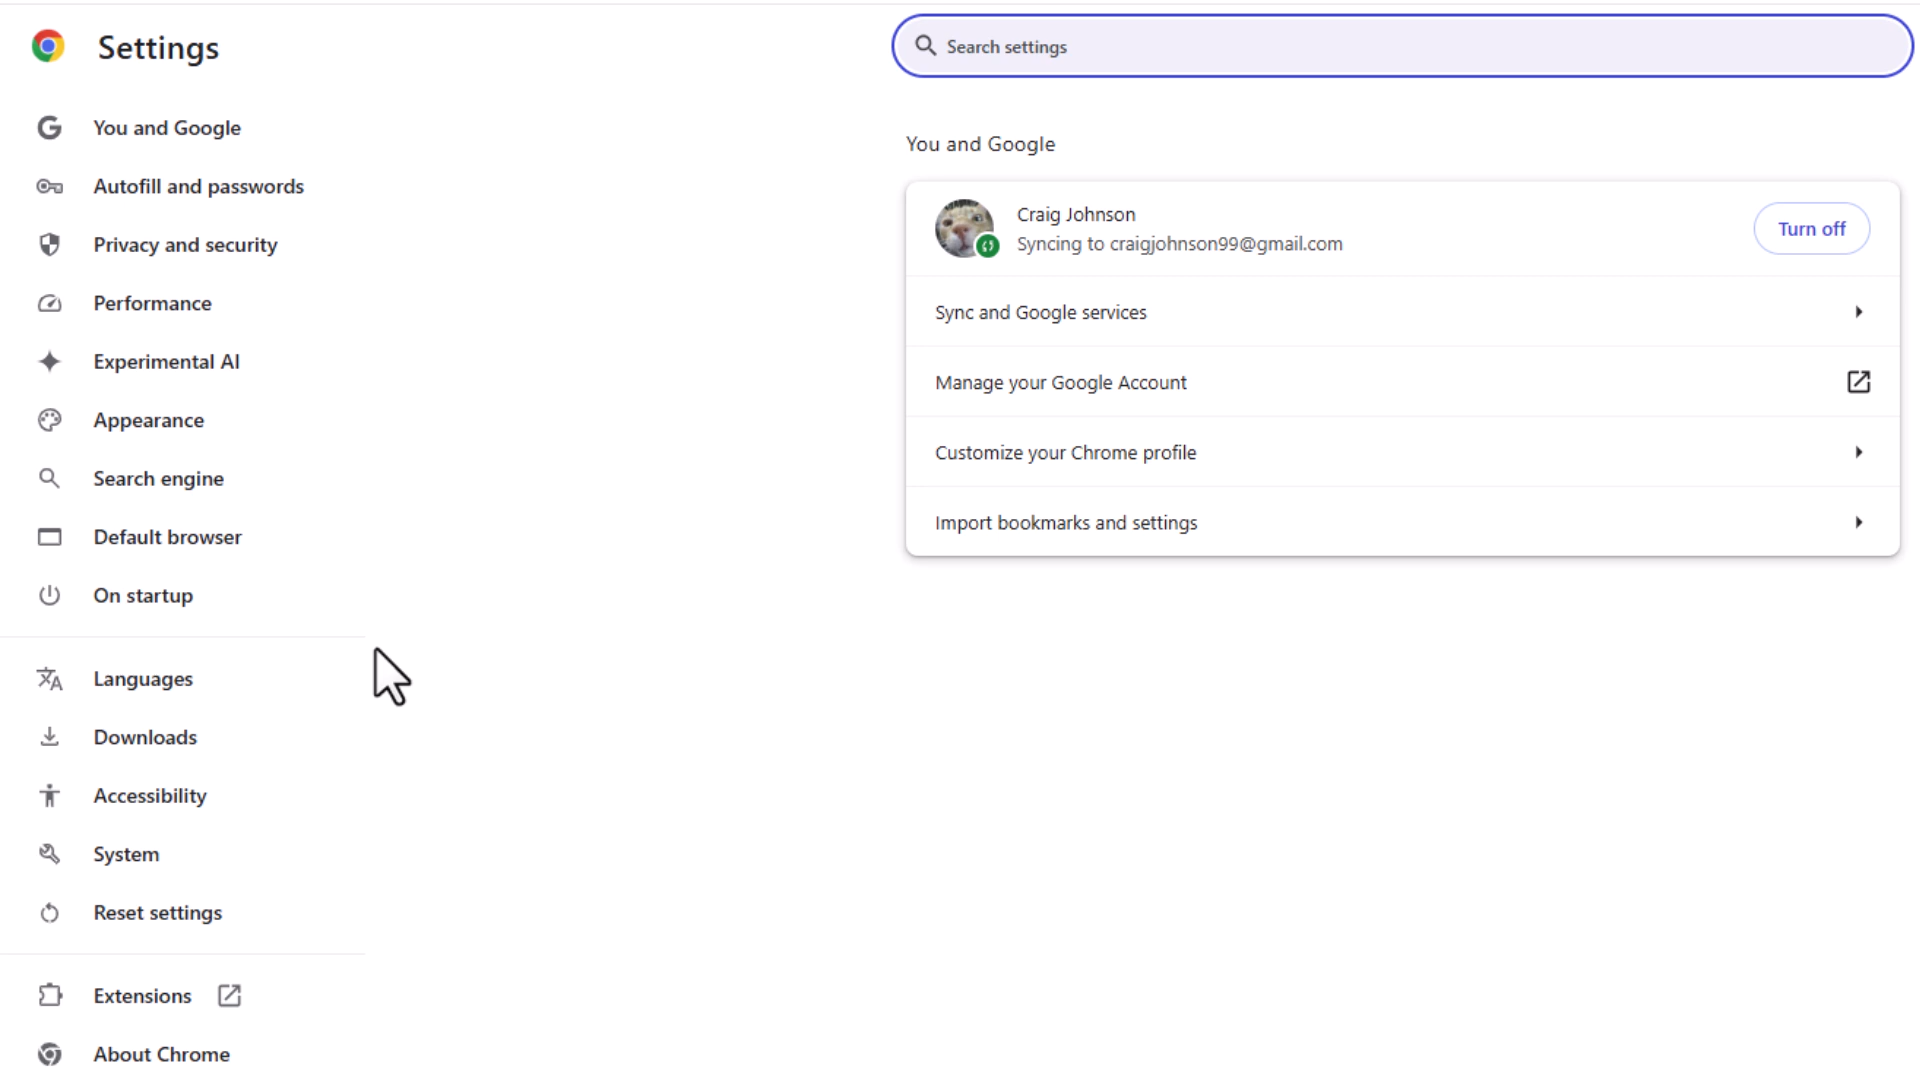 Settings
Search settings
You and Google
Autofill and passwords
Privacy and security
Performance
Experimental AI
Appearance
Search engine
Default browser
On startup
Languages
Downloads
Accessibility
System
Reset settings
Extensions
About Chrome
You and Google
Craig Johnson
Syncing to craigjohnson99@gmail.com
Turn off
Sync and Google services
Manage your Google Account
Customize your Chrome profile
Import bookmarks and settings